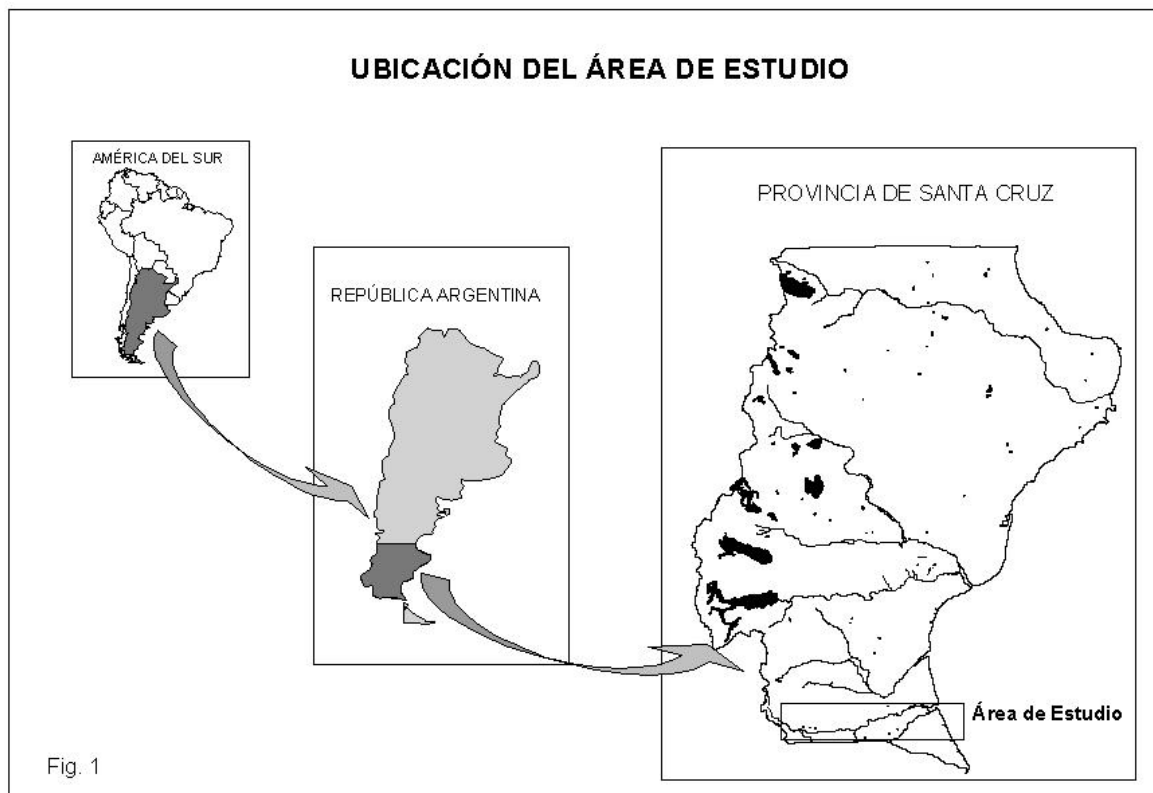 UBICACIÓN DEL ÁREA DE ESTUDIO
AMÉRICA DEL SUR
REPÚBLICA ARGENTINA
PROVINCIA DE SANTA CRUZ
Área de Estudio
Fig. 1